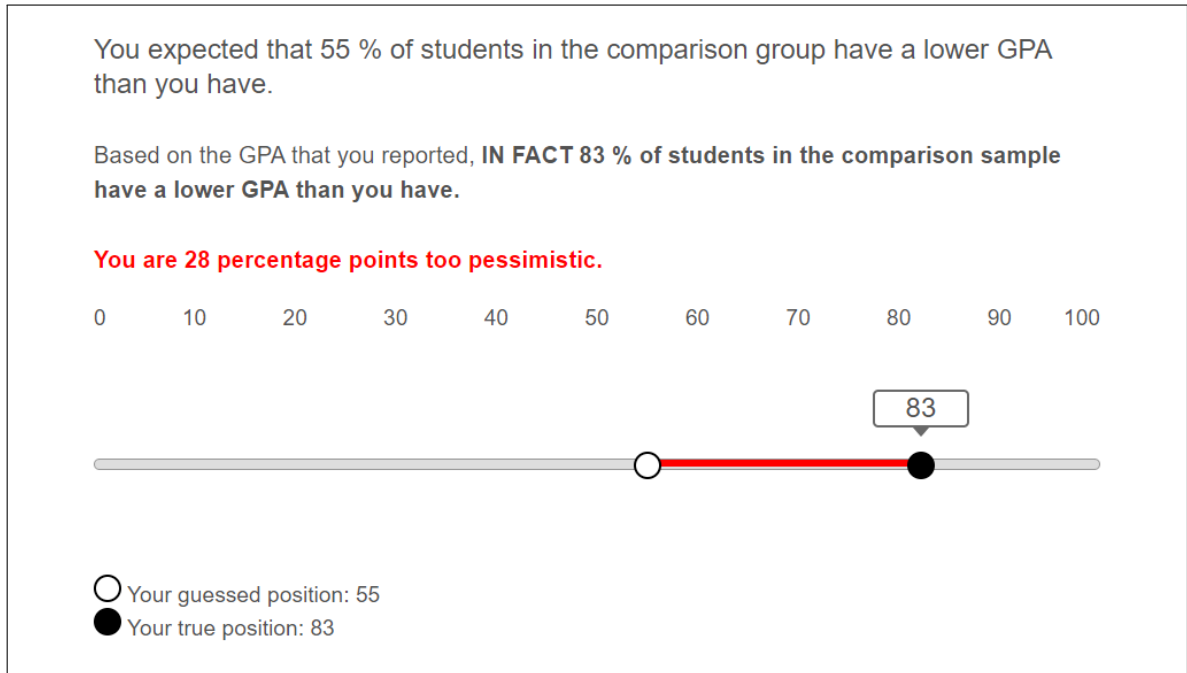 You expected that 55 % of students in the comparison group have a lower GPA
than you have.
Based on the GPA that you reported, IN FACT 83 % of students in the comparison sample
have a lower GPA than you have.
You are 28 percentage points too pessimistic.
0 10 20 30 40 50 60 70 80 90 100
83
Your guessed position: 55
Your true position: 83